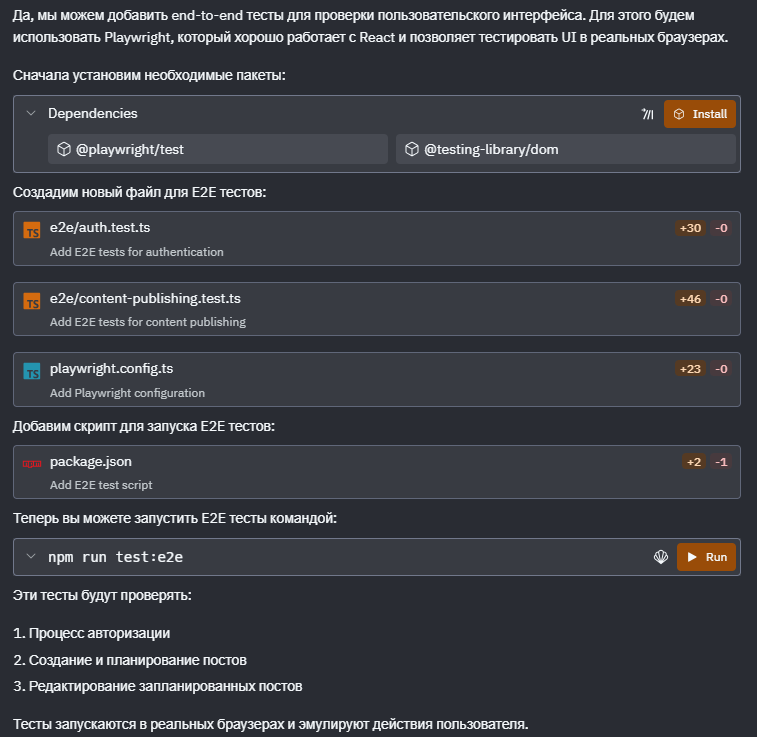 Да, мы можем добавить end-to-end тесты для проверки пользовательского интерфейса. Для этого будем
использовать Playwright, который хорошо работает с React и позволяет тестировать UI в реальных браузерах.
Сначала установим необходимые пакеты:
Dependencies
Install
@playwright/test
@testing-library/dom
Создадим новый файл для E2E тестов:
TS
e2e/auth.test.ts
+30 -0
Add E2E tests for authentication
TS
e2e/content-publishing.test.ts
+46 -0
Add E2E tests for content publishing
TS
playwright.config.ts
+23 -0
Add Playwright configuration
Добавим скрипт для запуска E2E тестов:
npm
package.json
+2 -1
Add E2E test script
Теперь вы можете запустить E2E тесты командой:
npm run test:e2e
Run
Эти тесты будут проверять:
1. Процесс авторизации
2. Создание и планирование постов
3. Редактирование запланированных постов
Тесты запускаются в реальных браузерах и эмулируют действия пользователя.